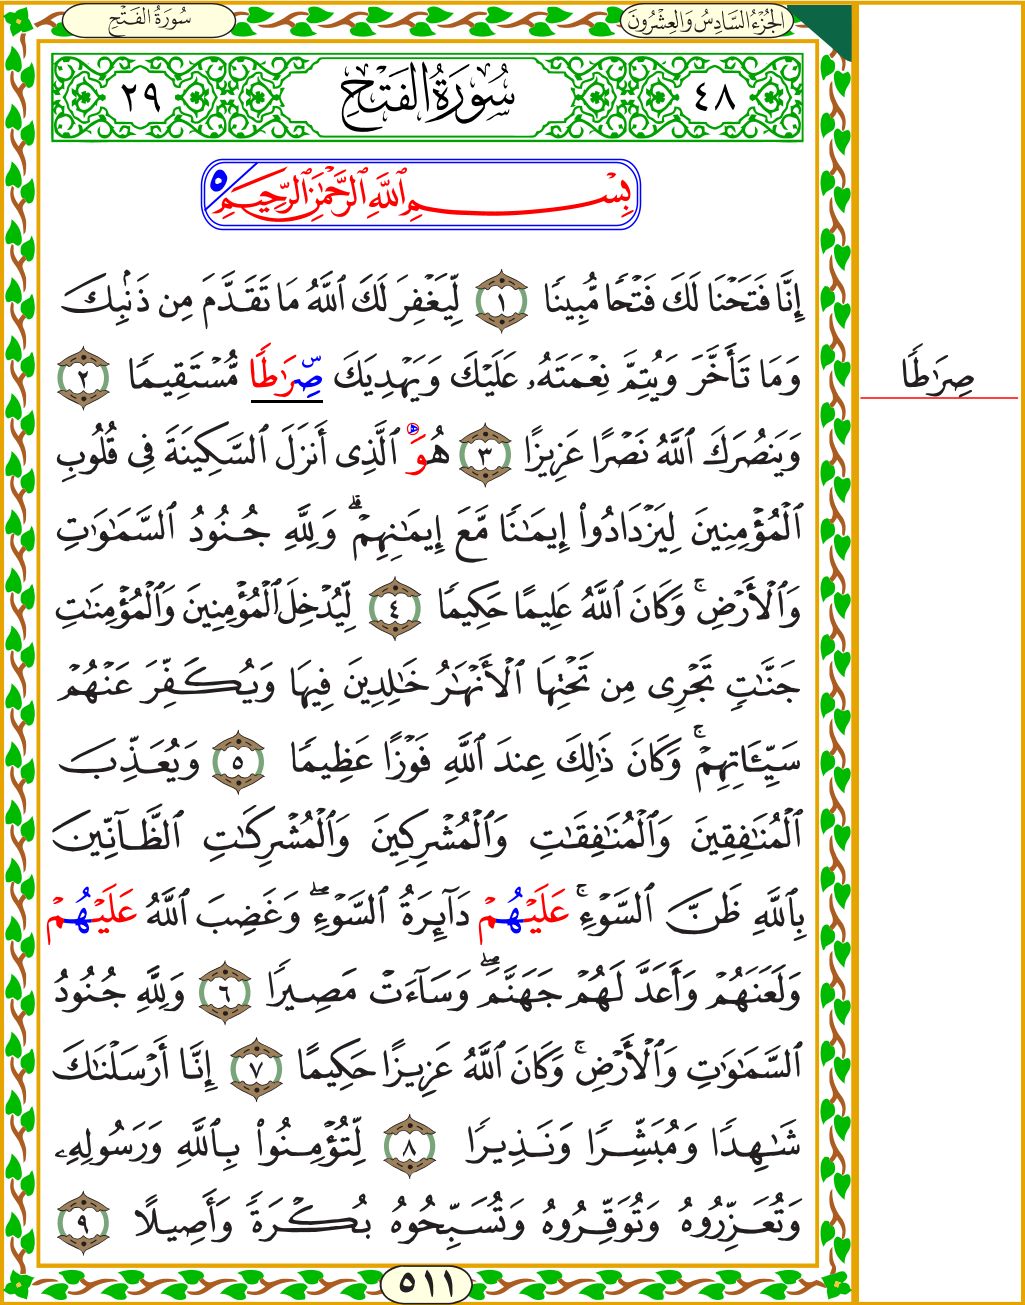 الجُزْءُ السَّادِسُ وَالعِشْرُونَ
سُورَةُ الفَتْحِ
٤٨ سُورَةُ الفَتْحِ ٢٩
بِسْمِ ٱللَّهِ ٱلرَّحْمَٰنِ ٱلرَّحِيمِ ٥
إِنَّا فَتَحْنَا لَكَ فَتْحًا مُّبِينًا ١ لِّيَغْفِرَ لَكَ ٱللَّهُ مَا تَقَدَّمَ مِن ذَنۢبِكَ
وَمَا تَأَخَّرَ وَيُتِمَّ نِعْمَتَهُۥ عَلَيْكَ وَيَهْدِيَكَ صِّرَٰطًا مُّسْتَقِيمًا ٢
صِرَٰطًا
وَيَنصُرَكَ ٱللَّهُ نَصْرًا عَزِيزًا ٣ هُوَ ٱلَّذِى أَنزَلَ ٱلسَّكِينَةَ فِى قُلُوبِ
ٱلْمُؤْمِنِينَ لِيَزْدَادُوا۟ إِيمَٰنًا مَّعَ إِيمَٰنِهِمْ ۗ وَلِلَّهِ جُنُودُ ٱلسَّمَٰوَٰتِ
وَٱلْأَرْضِ ۚ وَكَانَ ٱللَّهُ عَلِيمًا حَكِيمًا ٤ لِّيُدْخِلَ ٱلْمُؤْمِنِينَ وَٱلْمُؤْمِنَٰتِ
جَنَّٰتٍ تَجْرِى مِن تَحْتِهَا ٱلْأَنْهَٰرُ خَٰلِدِينَ فِيهَا وَيُكَفِّرَ عَنْهُمْ
سَيِّـَٔاتِهِمْ ۚ وَكَانَ ذَٰلِكَ عِندَ ٱللَّهِ فَوْزًا عَظِيمًا ٥ وَيُعَذِّبَ
ٱلْمُنَٰفِقِينَ وَٱلْمُنَٰفِقَٰتِ وَٱلْمُشْرِكِينَ وَٱلْمُشْرِكَٰتِ ٱلظَّآنِّينَ
بِٱللَّهِ ظَنَّ ٱلسَّوْءِ ۚ عَلَيْهُمْ دَآئِرَةُ ٱلسَّوْءِ ۖ وَغَضِبَ ٱللَّهُ عَلَيْهُمْ
وَلَعَنَهُمْ وَأَعَدَّ لَهُمْ جَهَنَّمَ ۖ وَسَآءَتْ مَصِيرًا ٦ وَلِلَّهِ جُنُودُ
ٱلسَّمَٰوَٰتِ وَٱلْأَرْضِ ۚ وَكَانَ ٱللَّهُ عَزِيزًا حَكِيمًا ٧ إِنَّا أَرْسَلْنَٰكَ
شَٰهِدًا وَمُبَشِّرًا وَنَذِيرًا ٨ لِّتُؤْمِنُوا۟ بِٱللَّهِ وَرَسُولِهِۦ
وَتُعَزِّرُوهُ وَتُوَقِّرُوهُ وَتُسَبِّحُوهُ بُكْرَةً وَأَصِيلًا ٩
٥١١